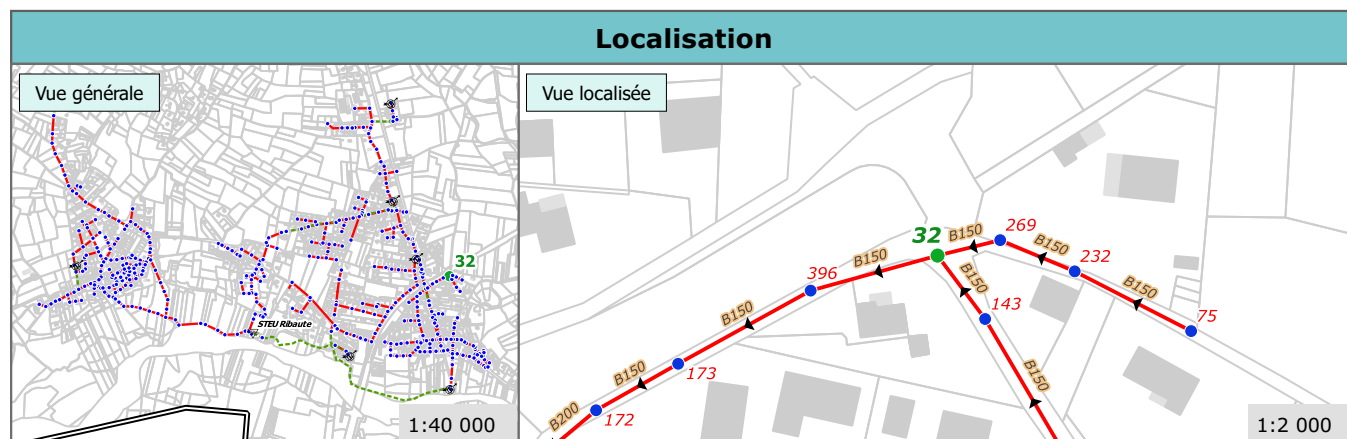 Localisation
Vue générale
32
STEU Ribaute
1:40 000
Vue localisée
32
B150
269
B150
232
B150
75
B150
396
B150
143
B150
B150
173
B150
172
B200
1:2 000